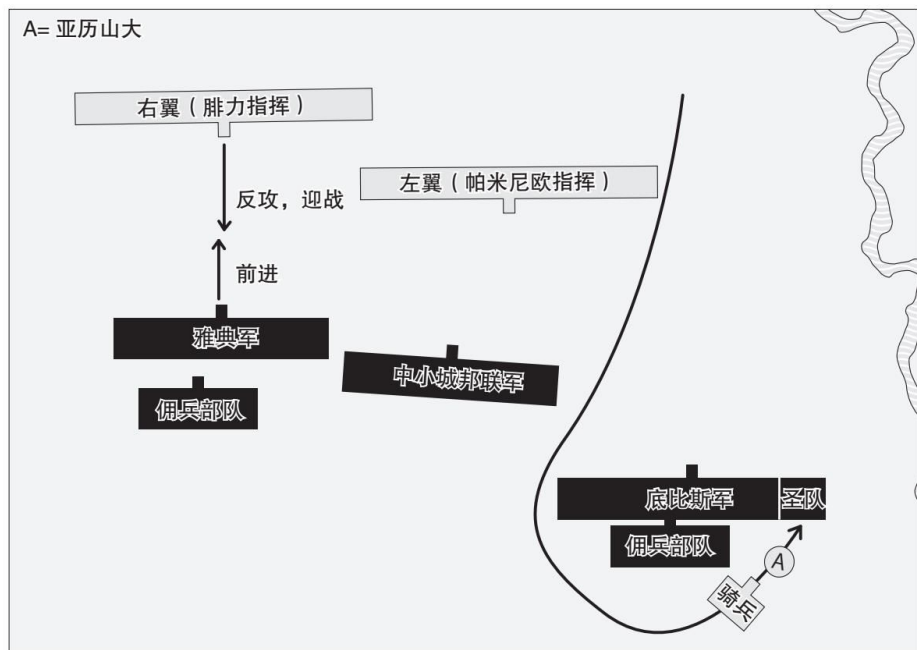 A= 亚历山大
右翼（腓力指挥）
左翼（帕米尼欧指挥）
反攻，迎战
前进
雅典军
中小城邦联军
佣兵部队
底比斯军
圣队
佣兵部队
A
骑兵